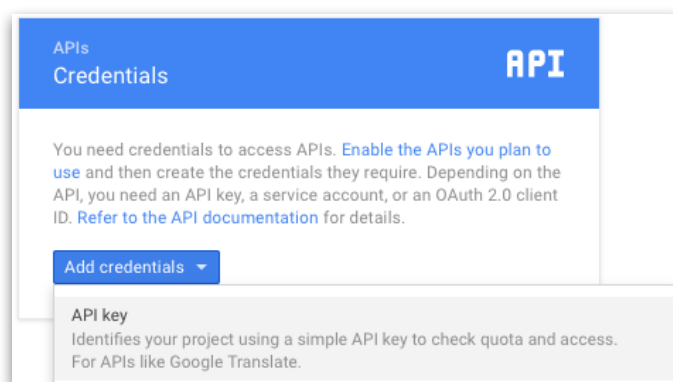 APIs
Credentials
API
You need credentials to access APIs. Enable the APIs you plan to
use and then create the credentials they require. Depending on the
API, you need an API key, a service account, or an OAuth 2.0 client
ID. Refer to the API documentation for details.
Add credentials
API key
Identifies your project using a simple API key to check quota and access.
For APIs like Google Translate.